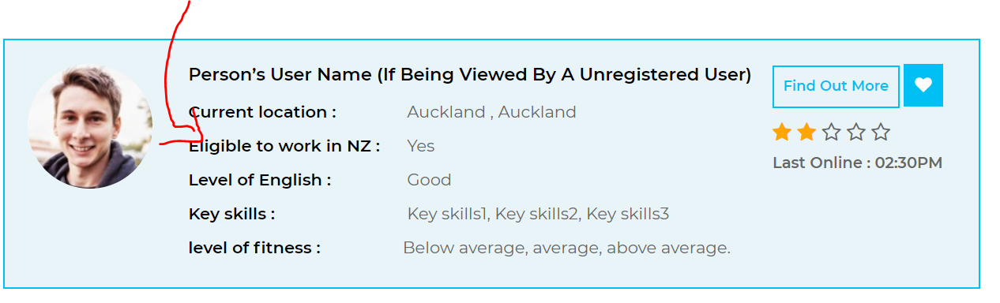 Person's User Name (If Being Viewed By A Unregistered User)
Find Out More
Current location : Auckland , Auckland
Eligible to work in NZ : Yes
Last Online : 02:30PM
Level of English : Good
Key skills : Key skills1, Key skills2, Key skills3
level of fitness : Below average, average, above average.